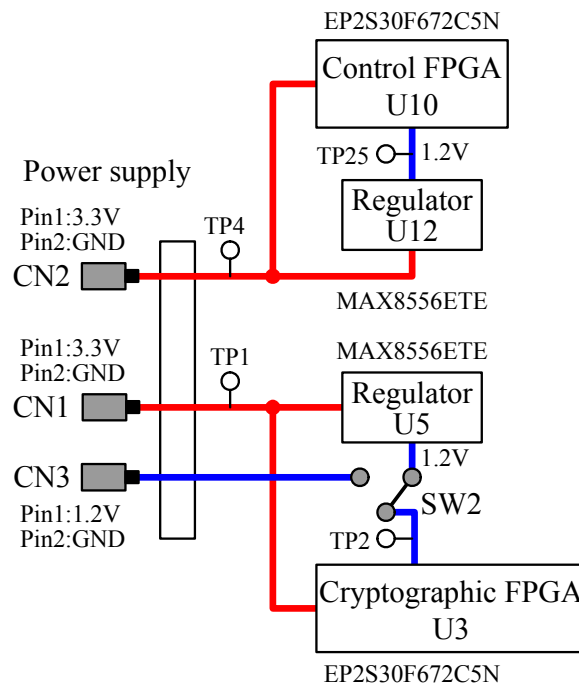 EP2S30F672C5N
Control FPGA
U10
TP25
1.2V
Power supply
Regulator
U12
Pin1:3.3V
Pin2:GND
TP4
CN2
MAX8556ETE
Pin1:3.3V
Pin2:GND
TP1
MAX8556ETE
CN1
Regulator
U5
1.2V
CN3
SW2
Pin1:1.2V
Pin2:GND
TP2
Cryptographic FPGA
U3
EP2S30F672C5N